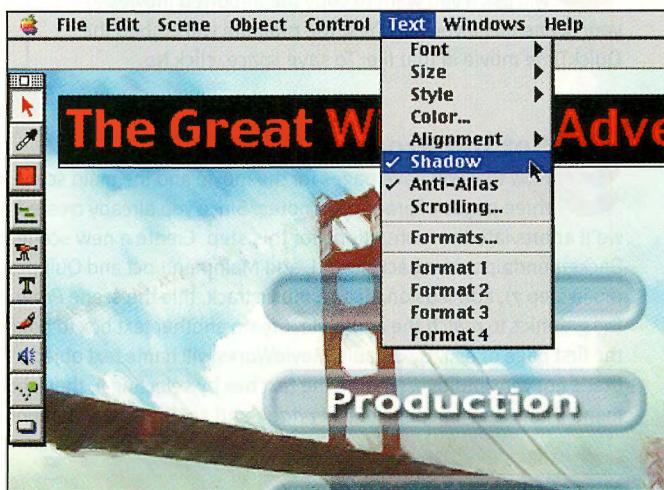 File Edit Scene Object Control Text Windows Help
Font
Size
Style
Color...
Alignment
Shadow
Anti-Alias
Scrolling...
Formats...
Format 1
Format 2
Format 3
Format 4
The Great W Adve
Production